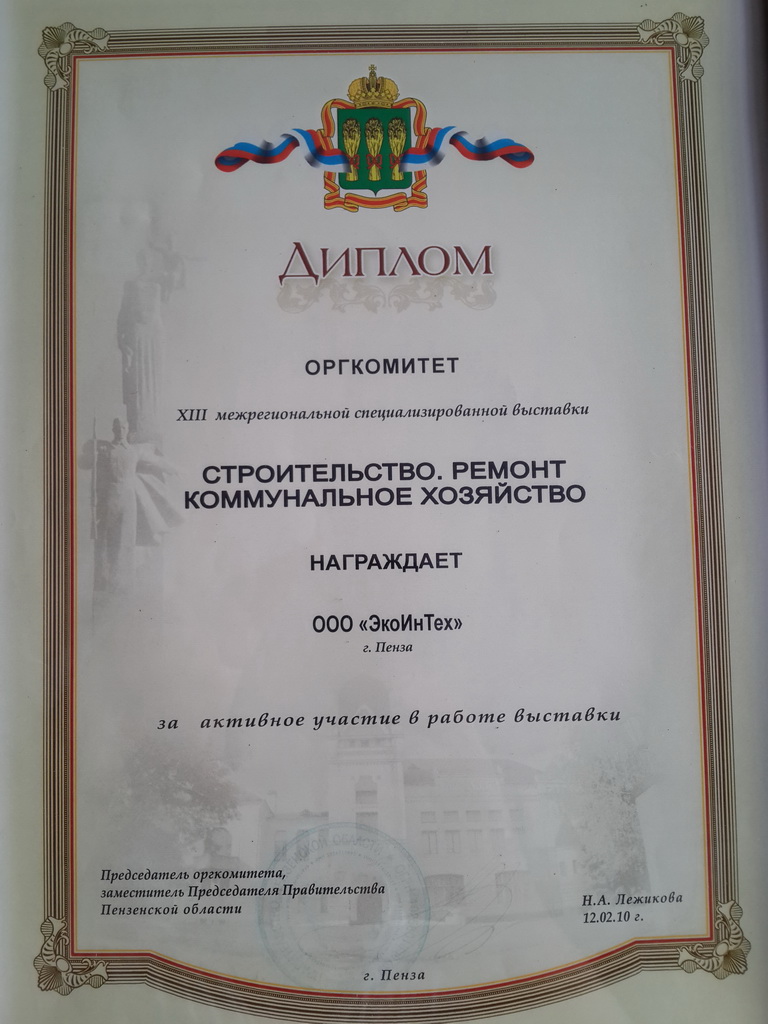 Диплом
ОРГКОМИТЕТ
XIII межрегиональной специализированной выставки
СТРОИТЕЛЬСТВО. РЕМОНТ
КОММУНАЛЬНОЕ ХОЗЯЙСТВО
НАГРАЖДАЕТ
ООО «ЭкоИнТех»
г. Пенза
за активное участие в работе выставки
Председатель оргкомитета,
заместитель Председателя Правительства
Пензенской области
Н.А. Лежикова
12.02.10 г.
г. Пенза